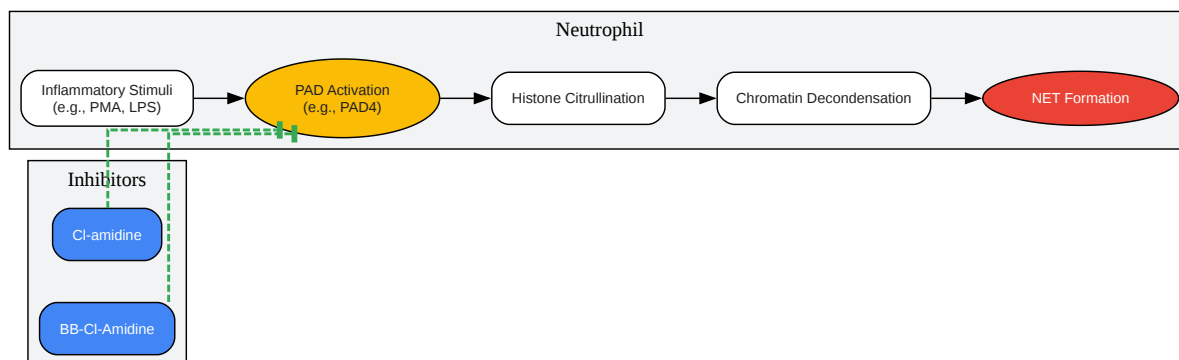 Neutrophil
Inflammatory Stimuli
(e.g., PMA, LPS)
PAD Activation
(e.g., PAD4)
Histone Citrullination
Chromatin Decondensation
NET Formation
Inhibitors
Cl-amidine
BB-Cl-Amidine